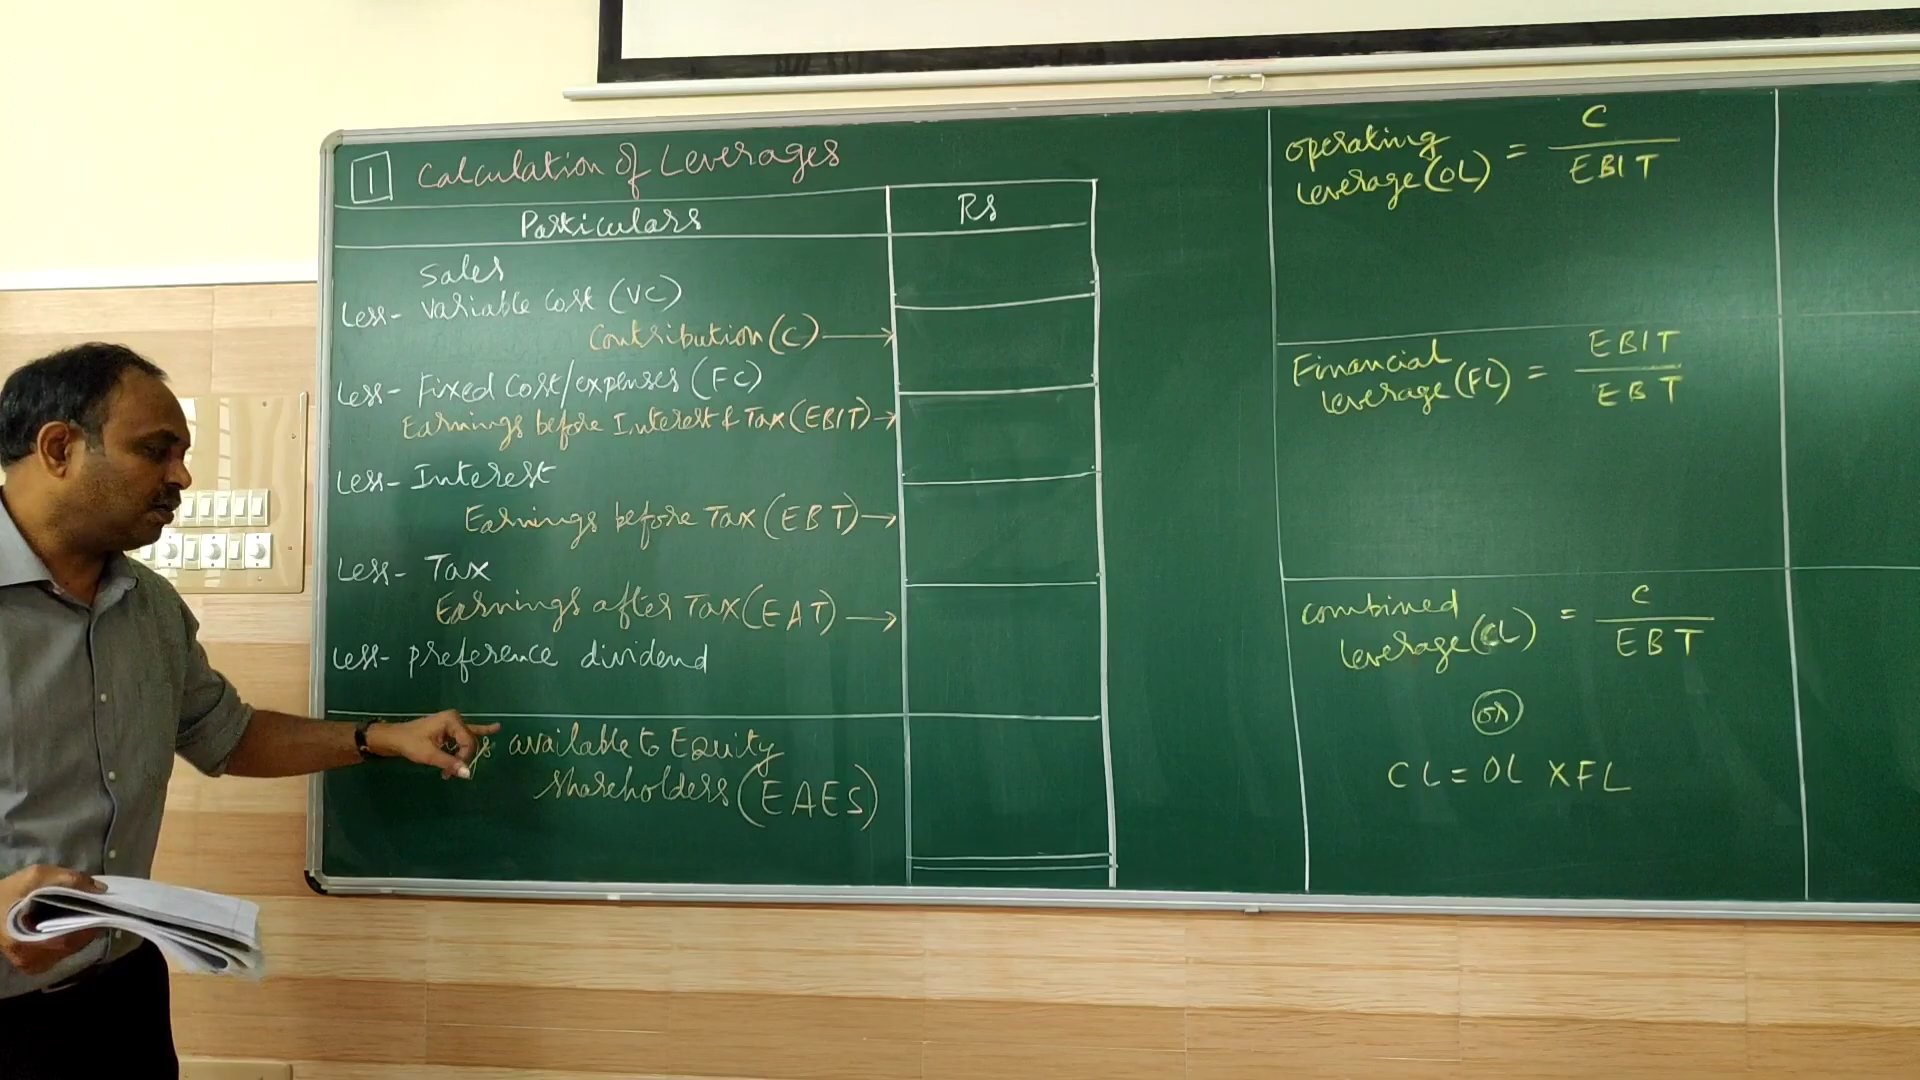 1 Calculation of Leverages
Particulars
Rs
Sales
Less- Variable Cost (VC)
Contribution (C)
Less- Fixed Cost/expenses (FC)
Earnings before Interest & Tax (EBIT)
Less- Interest
Earnings before Tax (EBT)
Less- Tax
Earnings after Tax (EAT)
Less- preference dividend
available to Equity
shareholders (EAES)
operating
leverage (OL) = C / EBIT
Financial
leverage (FL) = EBIT / EBT
combined
leverage (CL) = C / EBT
or
CL = OL X FL